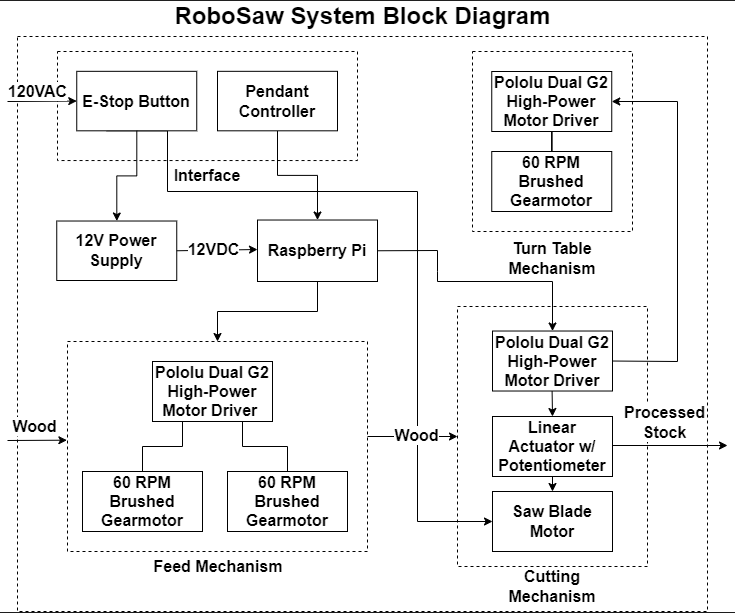 RoboSaw System Block Diagram
120VAC
E-Stop Button
Pendant
Controller
Interface
Pololu Dual G2
High-Power
Motor Driver
60 RPM
Brushed
Gearmotor
Turn Table
Mechanism
12V Power
Supply
12VDC
Raspberry Pi
Wood
Pololu Dual G2
High-Power
Motor Driver
60 RPM
Brushed
Gearmotor
60 RPM
Brushed
Gearmotor
Feed Mechanism
Wood
Pololu Dual G2
High-Power
Motor Driver
Linear
Actuator w/
Potentiometer
Saw Blade
Motor
Cutting
Mechanism
Processed
Stock